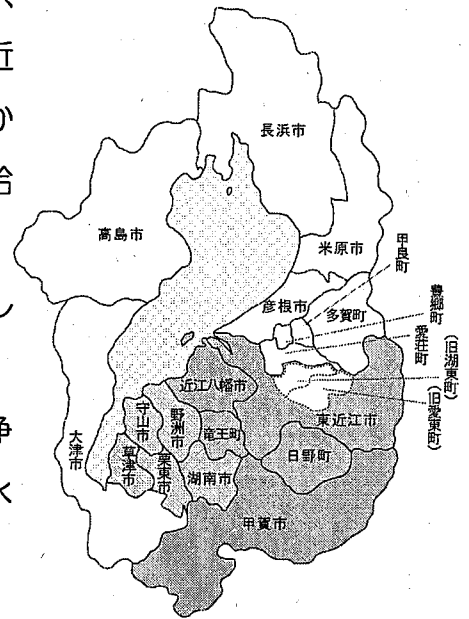 、
近
か
給
し
浄
水
長浜市
高島市
米原市
甲良町
彦根市
多賀町
豊郷町
愛荘町
(旧湖東町)
(旧愛東町)
近江八幡市
東近江市
守山市
野洲市
竜王町
大津市
草津市
栗東市
湖南市
日野町
甲賀市